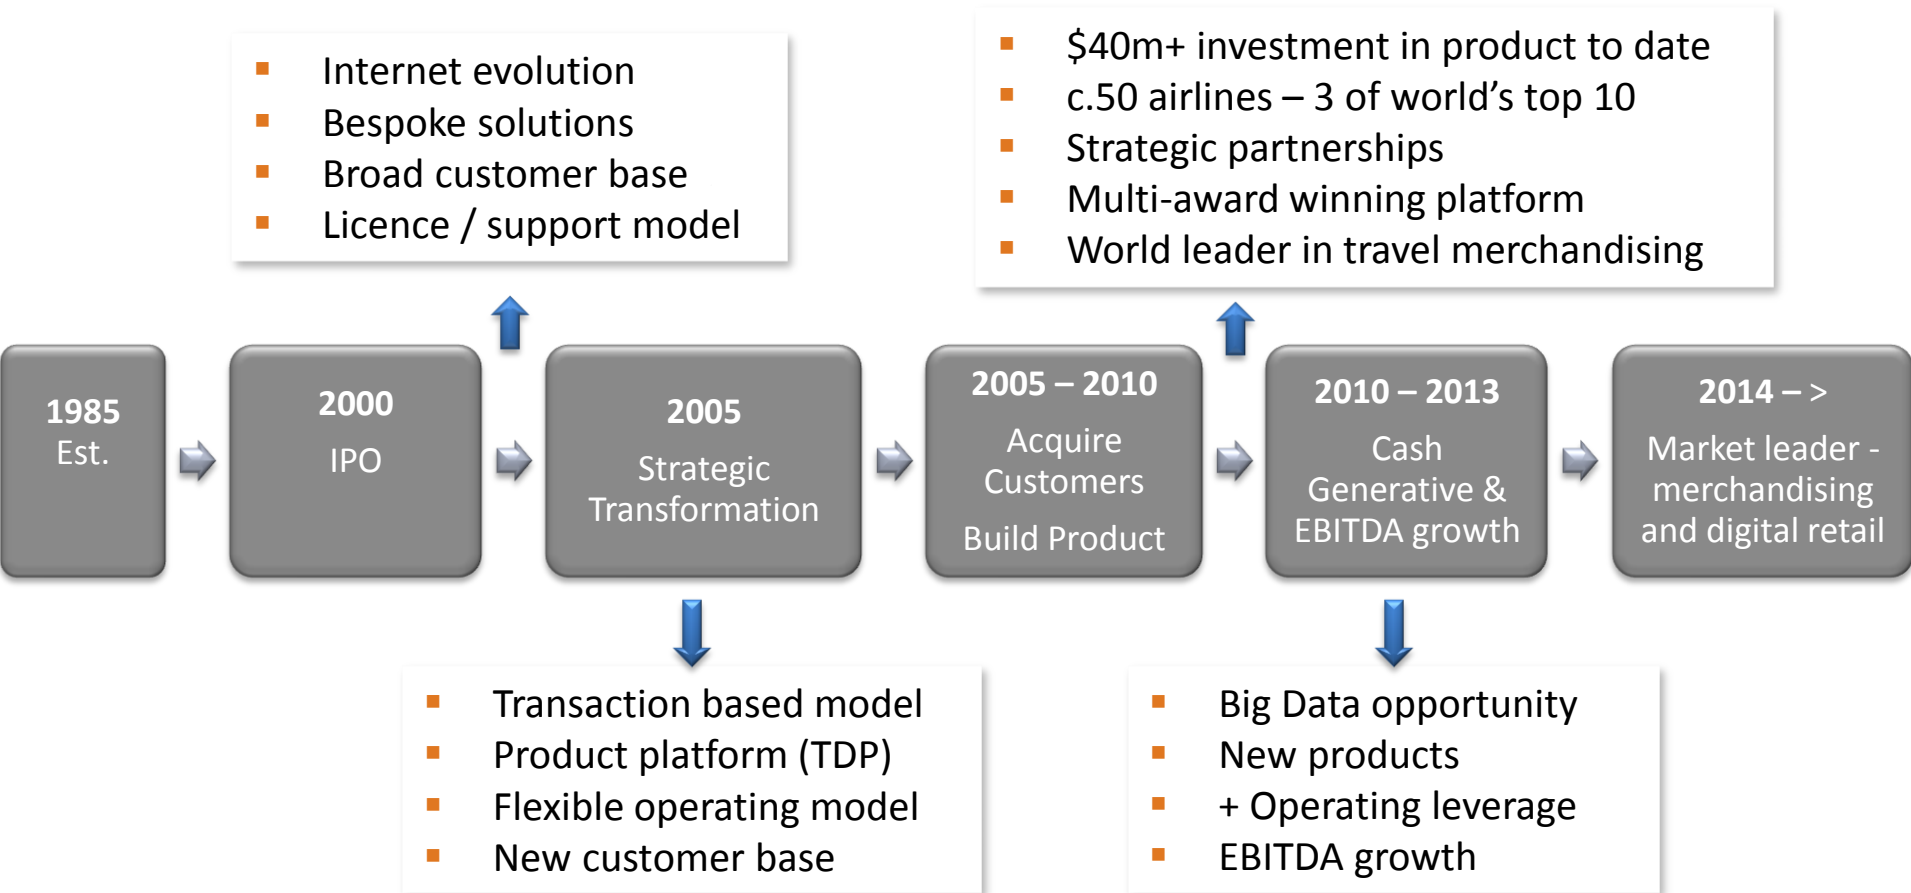 Internet evolution
Bespoke solutions
Broad customer base
Licence / support model
$40m+ investment in product to date
c.50 airlines – 3 of world’s top 10
Strategic partnerships
Multi-award winning platform
World leader in travel merchandising
1985
Est.
2000
IPO
2005
Strategic
Transformation
2005 – 2010
Acquire
Customers
Build Product
2010 – 2013
Cash
Generative &
EBITDA growth
2014 – >
Market leader -
merchandising
and digital retail
Transaction based model
Product platform (TDP)
Flexible operating model
New customer base
Big Data opportunity
New products
+ Operating leverage
EBITDA growth